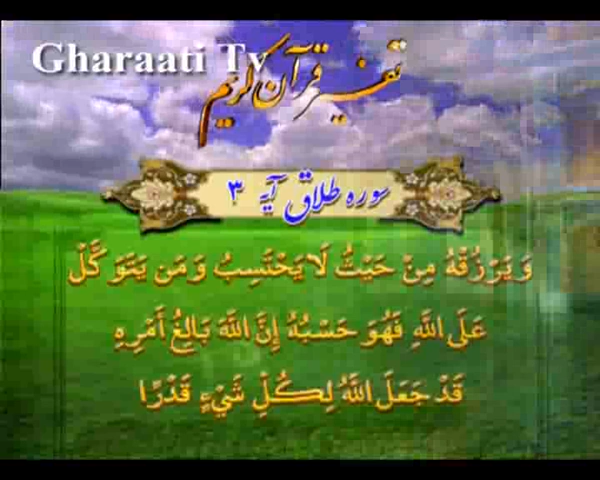 Gharaati Tv
تفسیر قرآن کریم
سوره طلاق آیه ۳
وَ يَرْزُقْهُ مِنْ حَيْثُ لَا يَحْتَسِبُ وَ مَن يَتَوَكَّلْ
عَلَى اللَّهِ فَهُوَ حَسْبُهُ إِنَّ اللَّهَ بَالِغُ أَمْرِهِ
قَدْ جَعَلَ اللَّهُ لِكُلِّ شَيْءٍ قَدْرًا